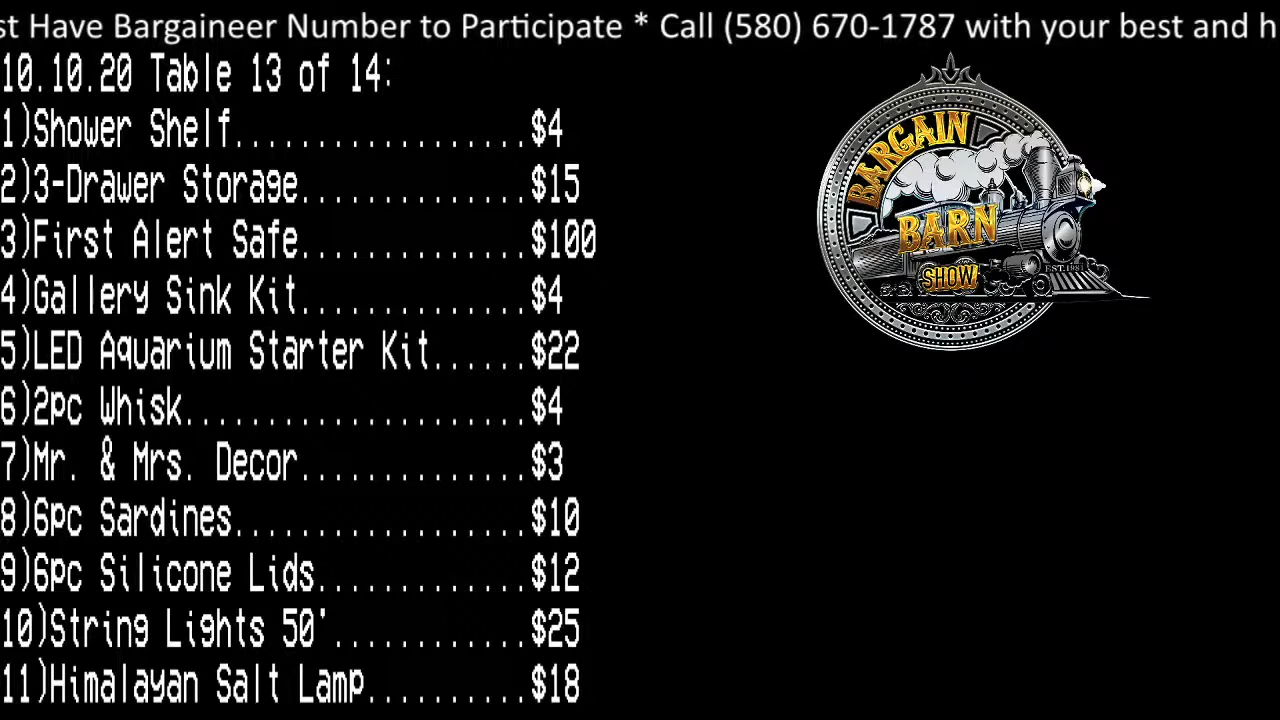 st Have Bargaineer Number to Participate * Call (580) 670-1787 with your best and h
10.10.20 Table 13 of 14:
1)Shower Shelf..................$4
2)3-Drawer Storage..............$15
3)First Alert Safe..............$100
4)Gallery Sink Kit..............$4
5)LED Aquarium Starter Kit......$22
6)2pc Whisk.....................$4
7)Mr. & Mrs. Decor..............$3
8)6pc Sardines..................$10
9)6pc Silicone Lids.............$12
10)String Lights 50'............$25
11)Himalayan Salt Lamp..........$18
BARGAIN
BARN
SHOW